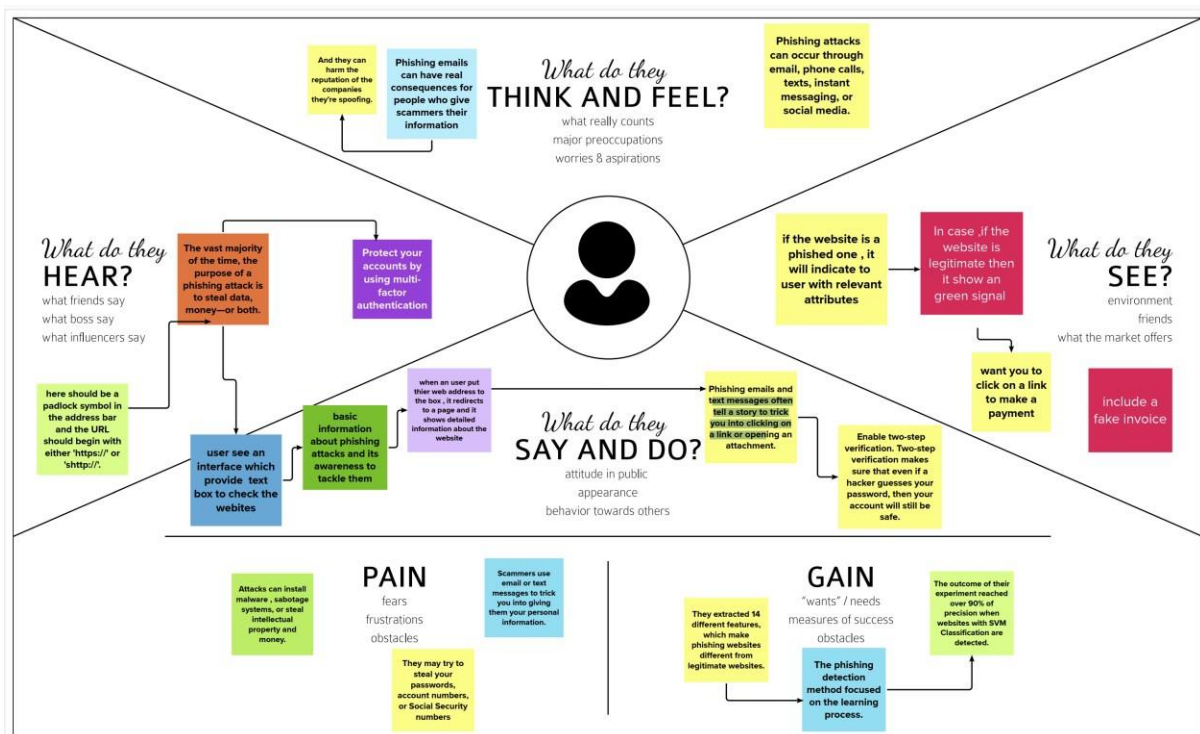 And they can
harm the
reputation of the
companies
they're spoofing.
Phishing emails
can have real
consequences for
people who give
scammers their
information
What do they
THINK AND FEEL?
what really counts
major preoccupations
worries & aspirations
Phishing attacks
can occur through
email, phone calls,
texts, instant
messaging, or
social media.
What do they
HEAR?
what friends say
what boss say
what influencers say
The vast majority
of the time, the
purpose of a
phishing attack is
to steal data,
money—or both.
Protect your
accounts by
using multi-
factor
authentication
here should be a
padlock symbol in
the address bar
and the URL
should begin with
either 'https://' or
'shttp://'.
if the website is a
phished one , it
will indicate to
user with relevant
attributes
In case ,if the
website is
legitimate then
it show an
green signal
What do they
SEE?
environment
friends
what the market offers
want you to
click on a link
to make a
payment
include a
fake invoice
user see an
interface which
provide text
box to check the
webites
basic
information
about phishing
attacks and its
awareness to
tackle them
when an user put
thier web address to
the box , it redirects
to a page and it
shows detailed
information about the
website
What do they
SAY AND DO?
attitude in public
appearance
behavior towards others
Phishing emails and
text messages often
tell a story to trick
you into clicking on
a link or opening an
attachment.
Enable two-step
verification. Two-step
verification makes
sure that even if a
hacker guesses your
password, then your
account will still be
safe.
PAIN
fears
frustrations
obstacles
Attacks can install
malware , sabotage
systems, or steal
intellectual
property and
money.
Scammers use
email or text
messages to trick
you into giving
them your personal
information.
They may try to
steal your
passwords,
account numbers,
or Social Security
numbers
GAIN
"wants" / needs
measures of success
obstacles
They extracted 14
different features,
which make
phishing websites
different from
legitimate websites.
The phishing
detection
method focused
on the learning
process.
The outcome of their
experiment reached
over 90% of
precision when
websites with SVM
Classification are
detected.